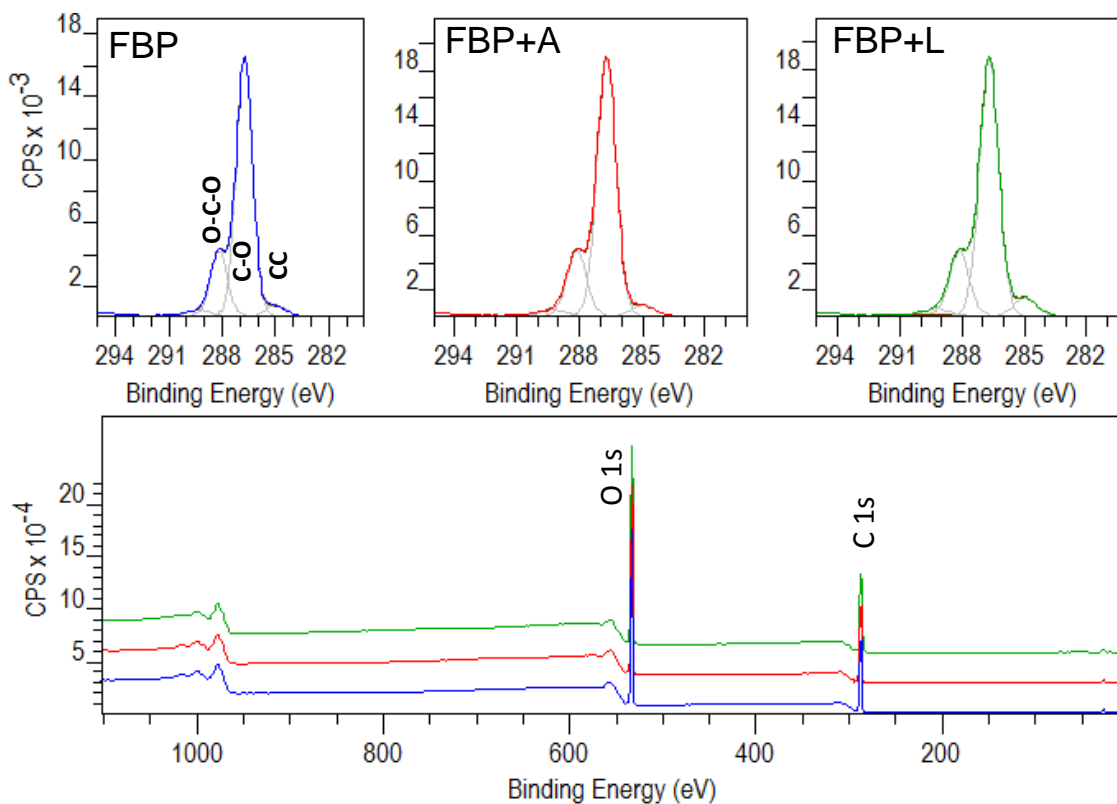 FBP
FBP+A
FBP+L
CPS x 10⁻³
18
14
10
6
2
O-C-O
C-O
CC
294 291 288 285 282
Binding Energy (eV)
22
18
14
10
6
2
294 291 288 285 282
Binding Energy (eV)
22
18
14
10
6
2
294 291 288 285 282
Binding Energy (eV)
CPS x 10⁻⁴
20
15
10
5
O 1s
C 1s
1000 800 600 400 200
Binding Energy (eV)